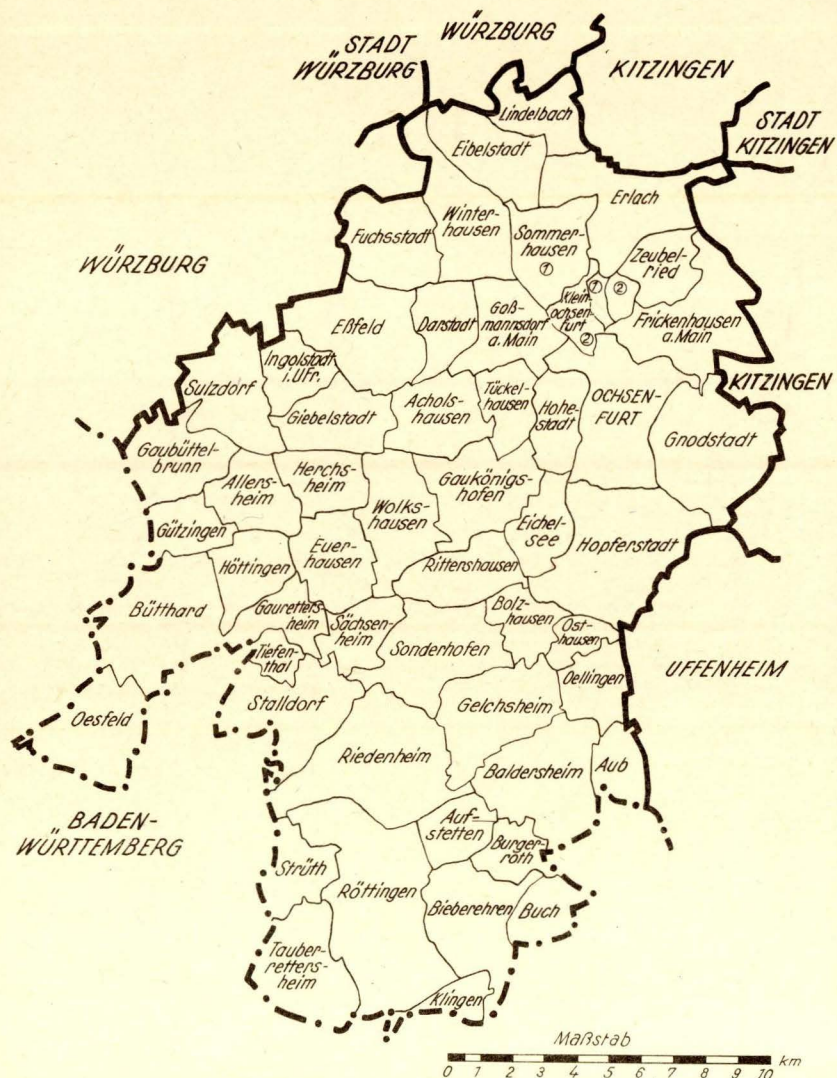 WÜRZBURG
STADT
WÜRZBURG
KITZINGEN
STADT
KITZINGEN
Lindelbach
Eibelstadt
Erlach
Winter-
hausen
Fuchsstadt
Sommer-
hausen
①
Zeubel-
ried
WÜRZBURG
Klein-
ochsen-
furt
①
②
②
Frickenhausen
a. Main
Eßfeld
Darstadt
Goß-
mannsdorf
a. Main
Ingolstadt
i. UFr.
Sulzdorf
Giebelstadt
Achols-
hausen
Tückel-
hausen
Hohe-
stadt
OCHSEN-
FURT
KITZINGEN
Gnodstadt
Gaubüttel-
brunn
Allers-
heim
Herchs-
heim
Wolks-
hausen
Gaukönigs-
hofen
Eichel-
see
Hopferstadt
Gützingen
Höttingen
Euer-
hausen
Rittershausen
Bütthard
Gauretters-
heim
Sächsen-
heim
Sonderhofen
Bolz-
hausen
Ost-
hausen
Tiefen-
thal
Oellingen
UFFENHEIM
Oesfeld
Stalldorf
Gelchsheim
Riedenheim
Baldersheim
Aub
BADEN-
WÜRTTEMBERG
Auf-
stetten
Burger-
roth
Strüth
Röttingen
Bieberehren
Buch
Tauber-
retters-
heim
Klingen
Maßstab
0 1 2 3 4 5 6 7 8 9 10 km